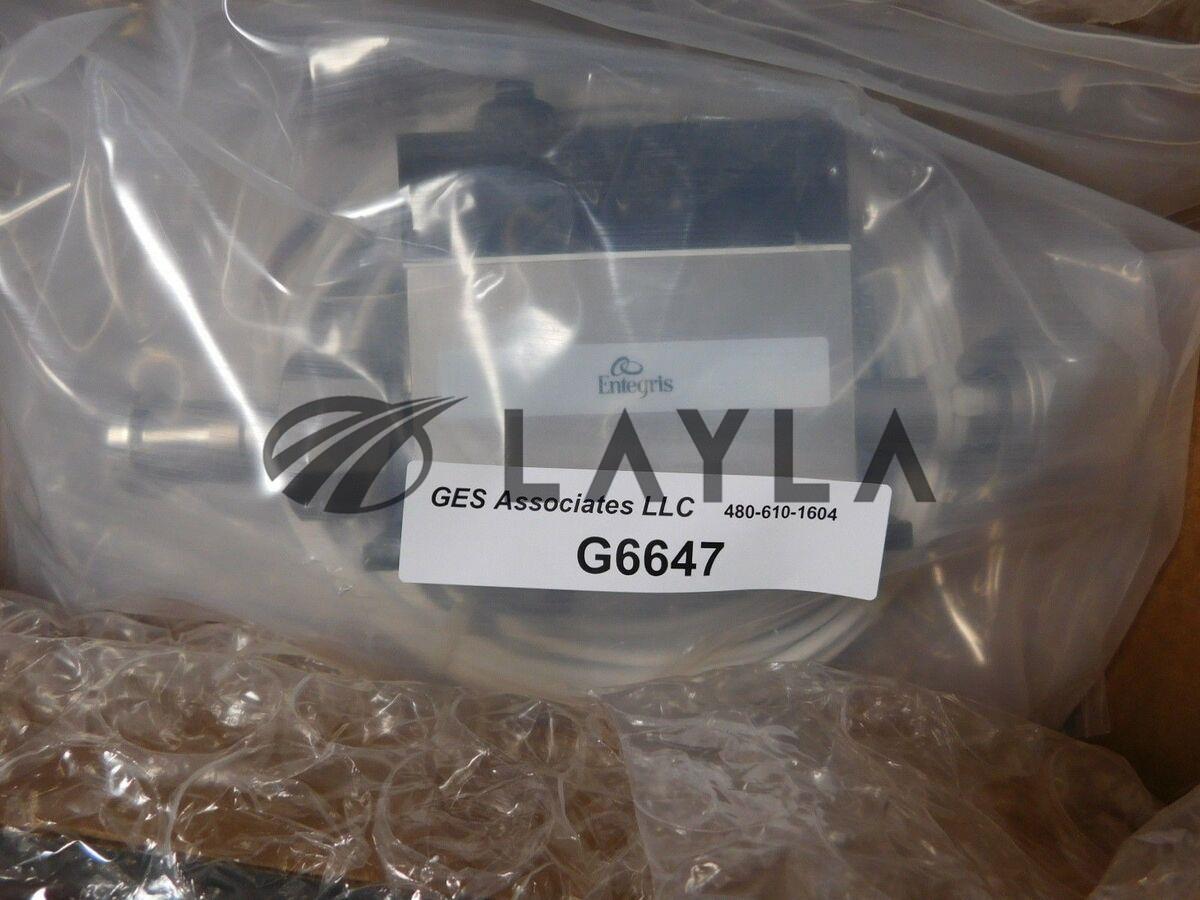 Entegris
LAYLA
GES Associates LLC 480-610-1604
G6647